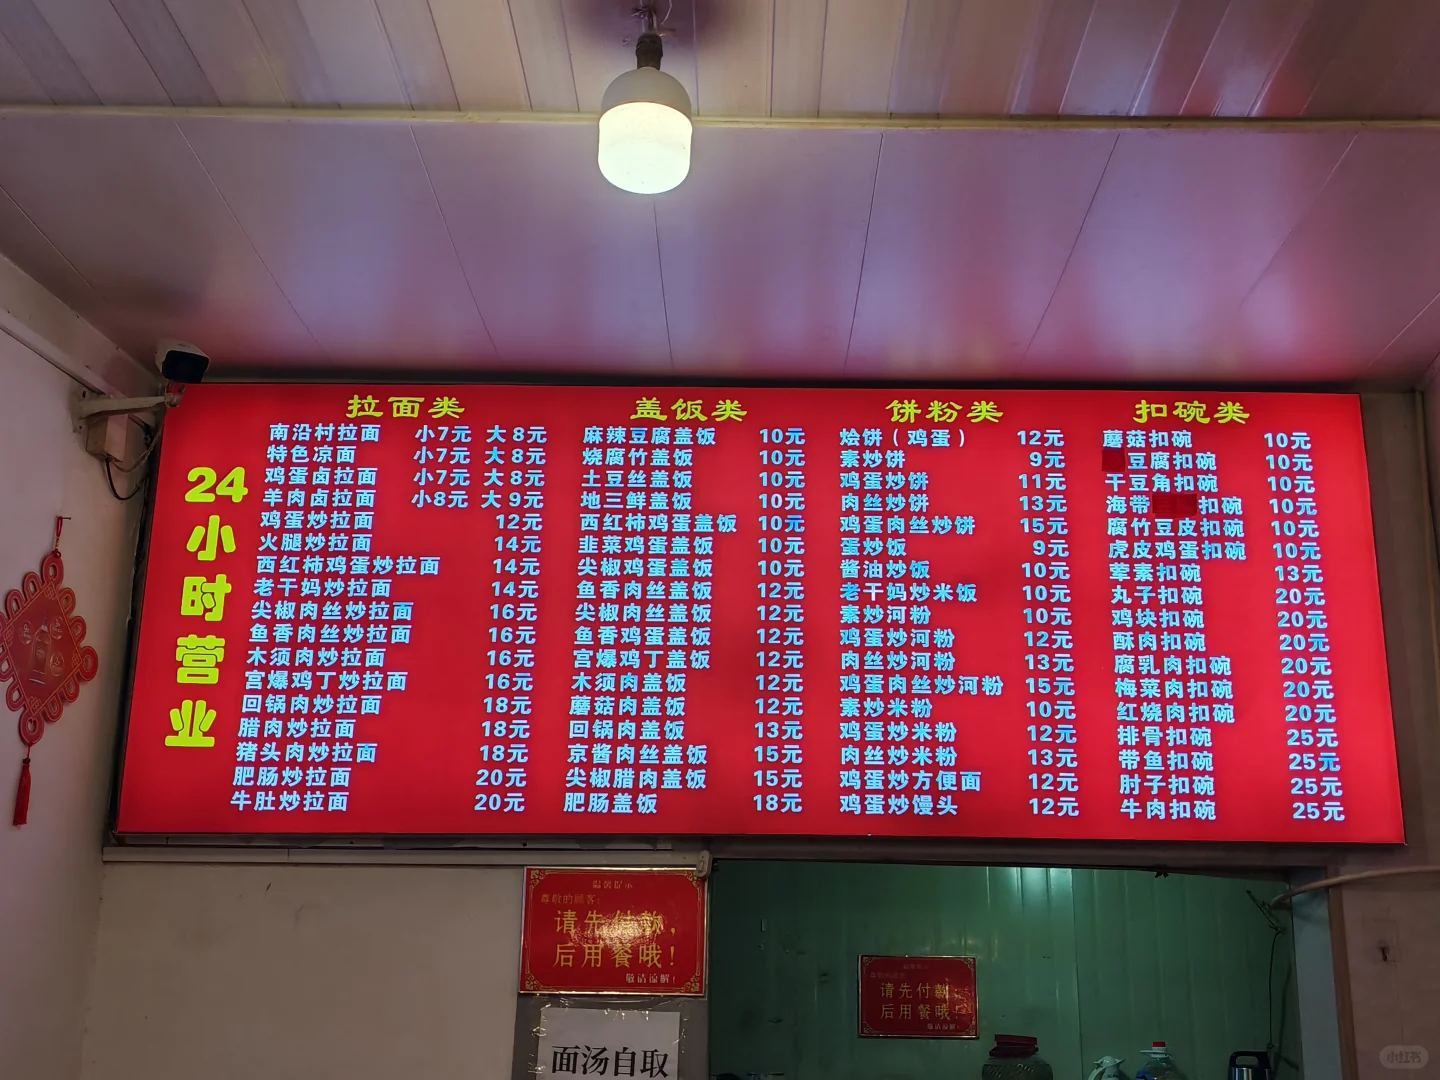 24小时营业
拉面类
南沿村拉面 小7元 大8元
特色凉面 小7元 大8元
鸡蛋卤拉面 小7元 大8元
羊肉卤拉面 小8元 大9元
鸡蛋炒拉面 12元
火腿炒拉面 14元
西红柿鸡蛋炒拉面 14元
老干妈炒拉面 14元
尖椒肉丝炒拉面 16元
鱼香肉丝炒拉面 16元
木须肉炒拉面 16元
宫爆鸡丁炒拉面 16元
回锅肉炒拉面 18元
腊肉炒拉面 18元
猪头肉炒拉面 18元
肥肠炒拉面 20元
牛肚炒拉面 20元
盖饭类
麻辣豆腐盖饭 10元
烧腐竹盖饭 10元
土豆丝盖饭 10元
地三鲜盖饭 10元
西红柿鸡蛋盖饭 10元
韭菜鸡蛋盖饭 10元
尖椒鸡蛋盖饭 10元
鱼香肉丝盖饭 12元
尖椒肉丝盖饭 12元
鱼香鸡蛋盖饭 12元
宫爆鸡丁盖饭 12元
木须肉盖饭 12元
蘑菇肉盖饭 12元
回锅肉盖饭 13元
京酱肉丝盖饭 15元
尖椒腊肉盖饭 15元
肥肠盖饭 18元
饼粉类
烩饼（鸡蛋） 12元
素炒饼 9元
鸡蛋炒饼 11元
肉丝炒饼 13元
鸡蛋肉丝炒饼 15元
蛋炒饭 9元
酱油炒饭 10元
老干妈炒米饭 10元
素炒河粉 10元
鸡蛋炒河粉 12元
肉丝炒河粉 13元
鸡蛋肉丝炒河粉 15元
素炒米粉 10元
鸡蛋炒米粉 12元
肉丝炒米粉 13元
鸡蛋炒方便面 12元
鸡蛋炒馒头 12元
扣碗类
蘑菇扣碗 10元
豆腐扣碗 10元
干豆角扣碗 10元
海带扣碗 10元
腐竹豆皮扣碗 10元
虎皮鸡蛋扣碗 10元
荤素扣碗 13元
丸子扣碗 20元
鸡块扣碗 20元
酥肉扣碗 20元
腐乳肉扣碗 20元
梅菜肉扣碗 20元
红烧肉扣碗 20元
排骨扣碗 25元
带鱼扣碗 25元
肘子扣碗 25元
牛肉扣碗 25元
温馨提示
尊敬的顾客：
请先付款，
后用餐哦！
敬请谅解！
面汤自取
请先付款，
后用餐哦！
敬请谅解！
小红书